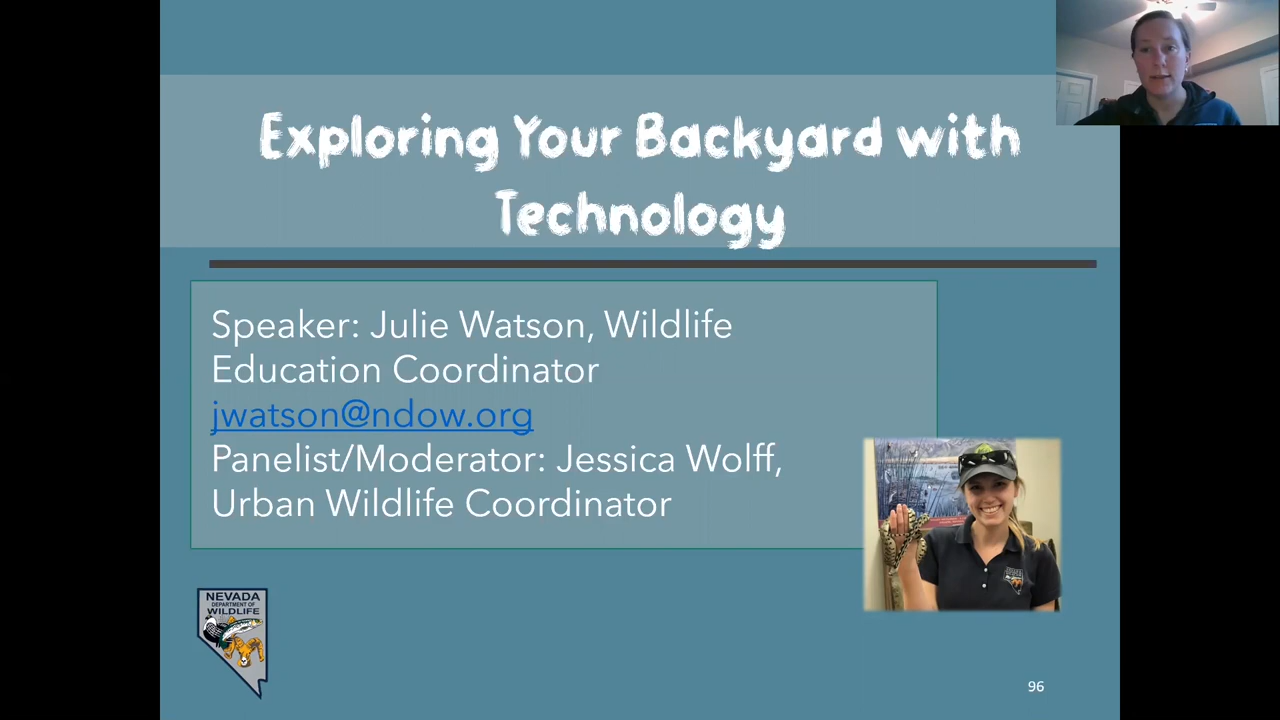 Exploring Your Backyard with
Technology
Speaker: Julie Watson, Wildlife
Education Coordinator
jwatson@ndow.org
Panelist/Moderator: Jessica Wolff,
Urban Wildlife Coordinator
NEVADA
DEPARTMENT OF
WILDLIFE
96